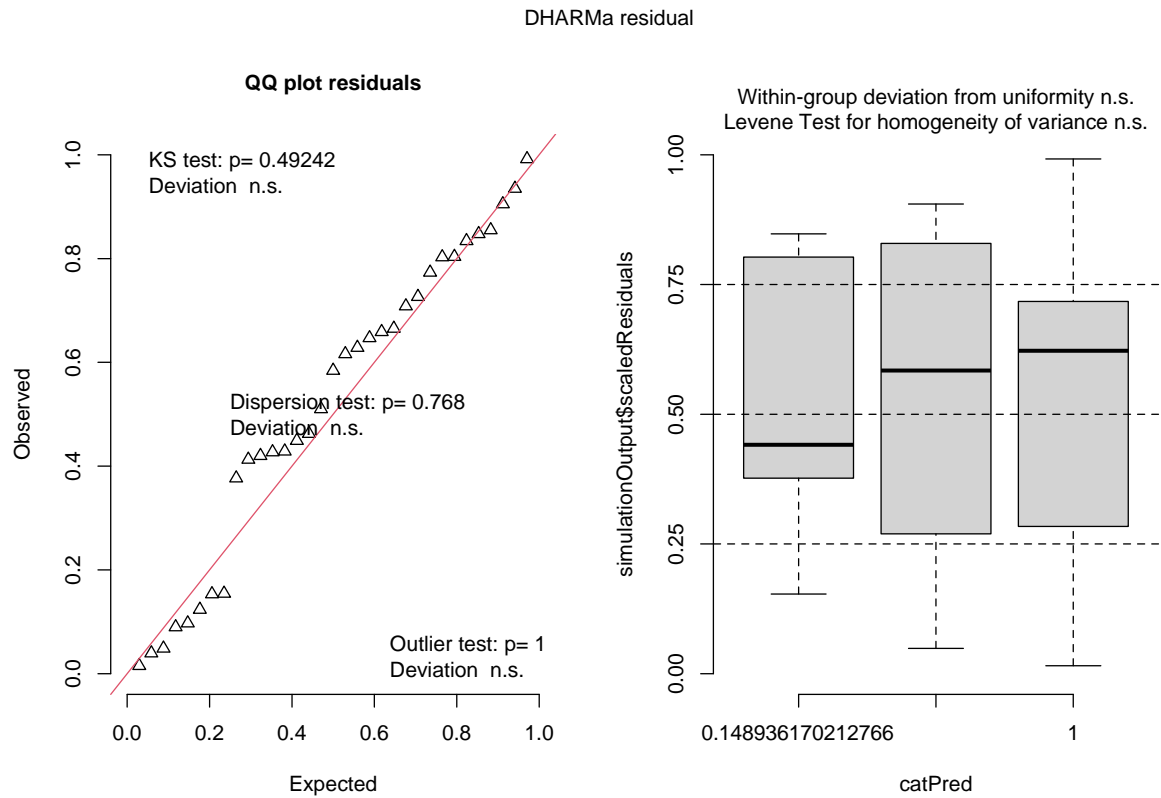 DHARMa residual
QQ plot residuals
KS test: p= 0.49242
Deviation  n.s.
Dispersion test: p= 0.768
Deviation  n.s.
Outlier test: p= 1
Deviation  n.s.
Observed
0.0
0.2
0.4
0.6
0.8
1.0
0.0 0.2 0.4 0.6 0.8 1.0
Expected
Within-group deviation from uniformity n.s.
Levene Test for homogeneity of variance n.s.
simulationOutput$scaledResiduals
0.00
0.25
0.50
0.75
1.00
0.148936170212766 1
catPred